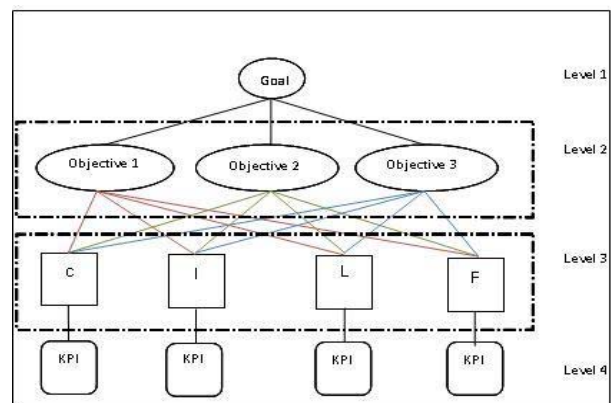 Goal
Level 1
Objective 1
Objective 2
Objective 3
Level 2
C
I
L
F
Level 3
KPI
KPI
KPI
KPI
Level 4